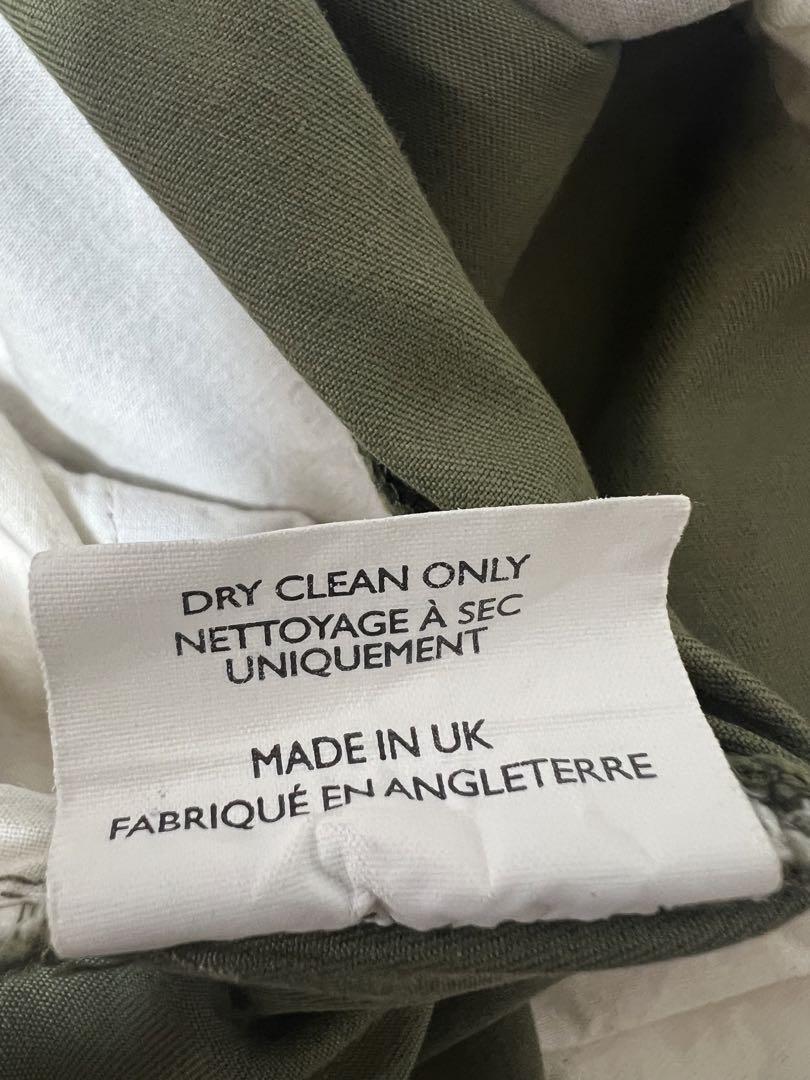 DRY CLEAN ONLY
NETTOYAGE À SEC
UNIQUEMENT
MADE IN UK
FABRIQUÉ EN ANGLETERRE